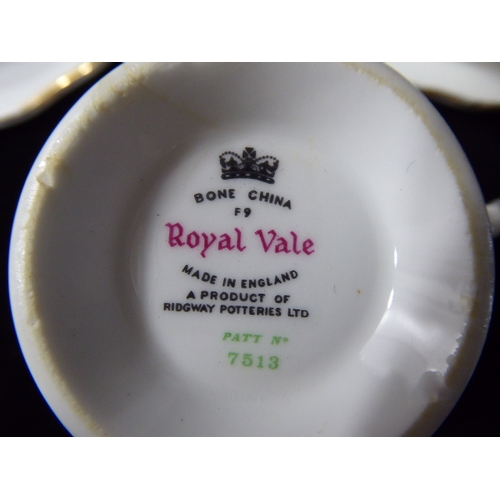 BONE CHINA
F9
Royal Vale
MADE IN ENGLAND
A PRODUCT OF
RIDGWAY POTTERIES LTD
PATT Nº
7513